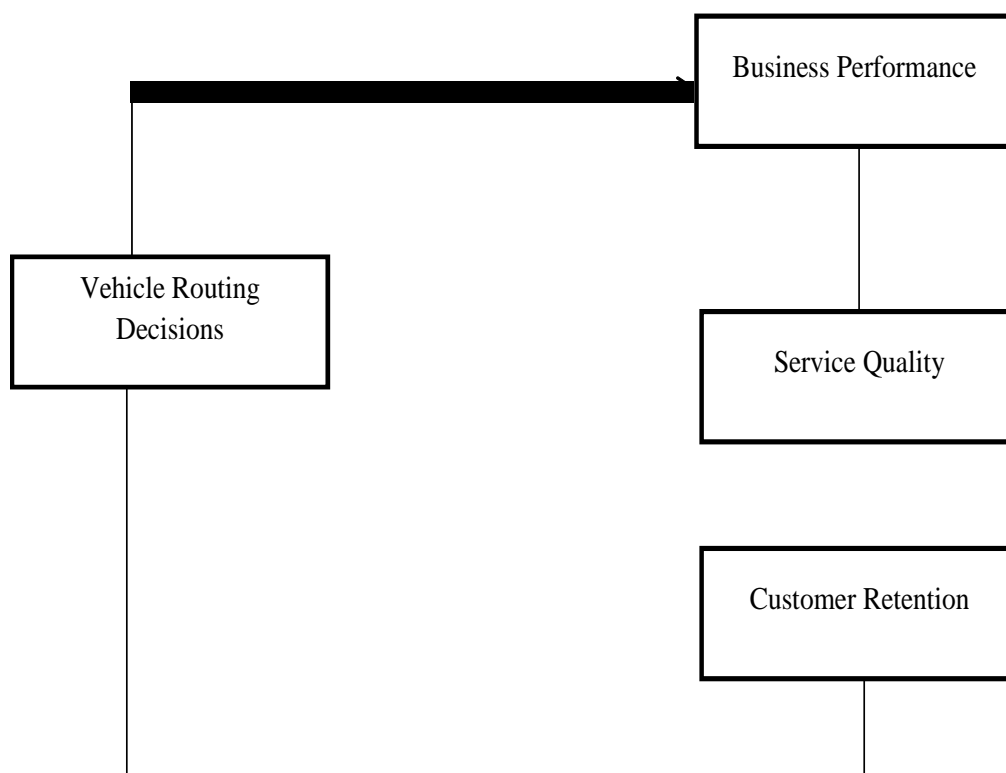 Business Performance
Vehicle Routing
Decisions
Service Quality
Customer Retention